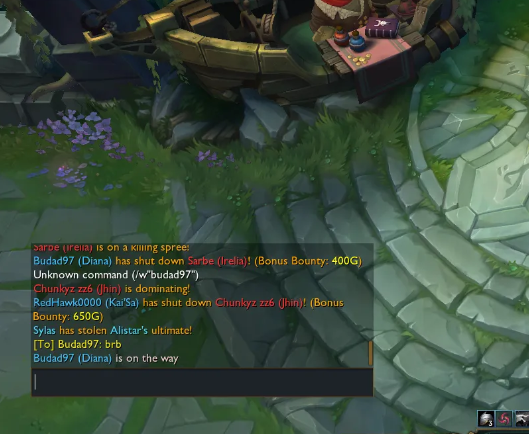 Sarbe (Irelia) is on a killing spree!
Budad97 (Diana) has shut down Sarbe (Irelia)! (Bonus Bounty: 400G)
Unknown command (/w"budad97")
Chunkyz zz6 (Jhin) is dominating!
RedHawk0000 (Kai'Sa) has shut down Chunkyz zz6 (Jhin)! (Bonus
Bounty: 650G)
Sylas has stolen Alistar's ultimate!
[To] Budad97: brb
Budad97 (Diana) is on the way
3